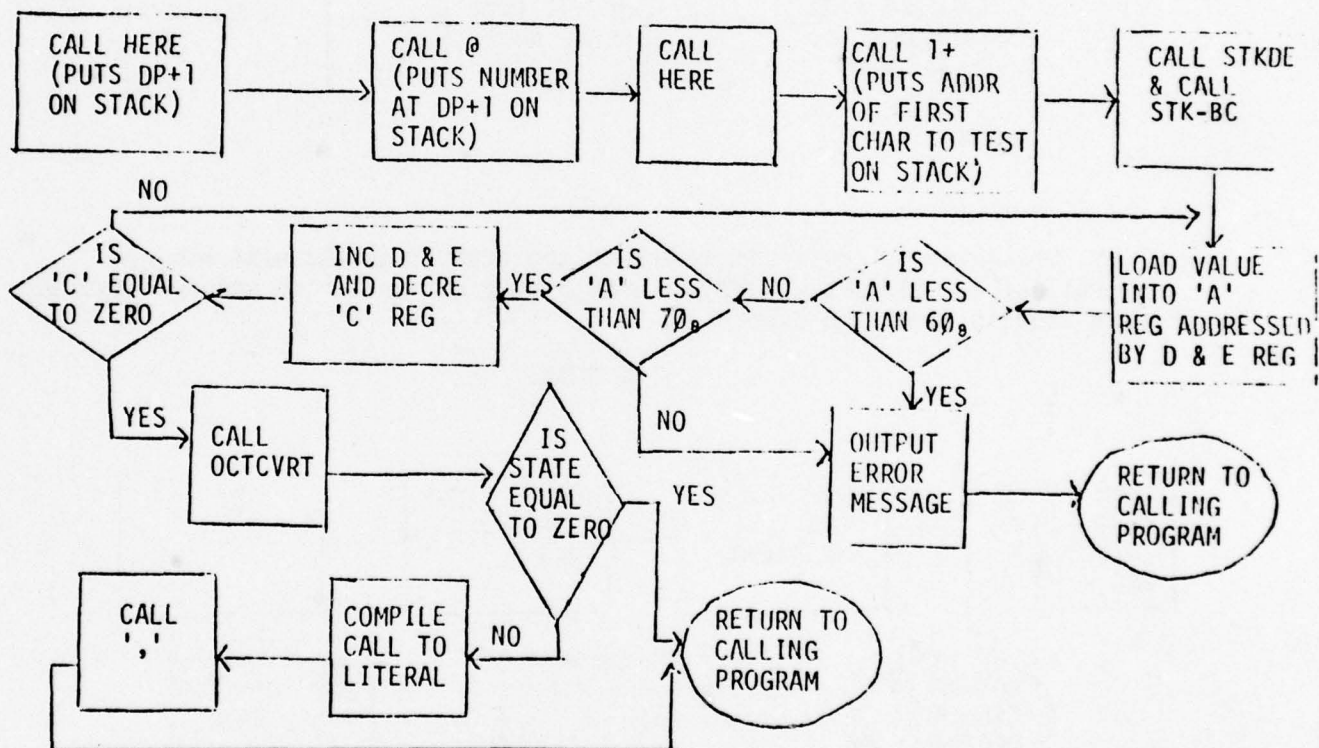 CALL HERE
(PUTS DP+1
ON STACK)
CALL @
(PUTS NUMBER
AT DP+1 ON
STACK)
CALL
HERE
CALL 1+
(PUTS ADDR
OF FIRST
CHAR TO TEST
ON STACK)
CALL STKDE
& CALL
STK-BC
NO
IS
'C' EQUAL
TO ZERO
INC D & E
AND DECRE
'C' REG
YES
IS
'A' LESS
THAN 7Ø₈
NO
IS
'A' LESS
THAN 6Ø₈
LOAD VALUE
INTO 'A'
REG ADDRESSED
BY D & E REG
YES
CALL
OCTCVRT
IS
STATE
EQUAL
TO ZERO
YES
NO
YES
OUTPUT
ERROR
MESSAGE
RETURN TO
CALLING
PROGRAM
CALL
','
COMPILE
CALL TO
LITERAL
NO
RETURN TO
CALLING
PROGRAM